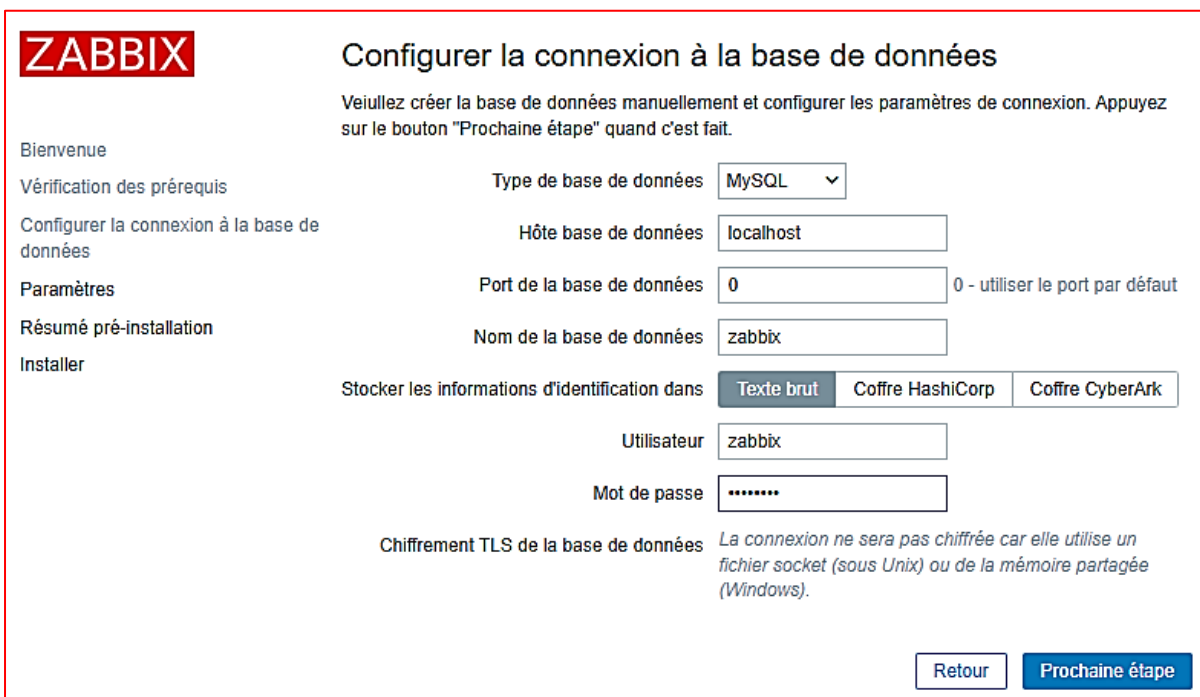 ZABBIX
Bienvenue
Vérification des prérequis
Configurer la connexion à la base de
données
Paramètres
Résumé pré-installation
Installer
Configurer la connexion à la base de données
Veiullez créer la base de données manuellement et configurer les paramètres de connexion. Appuyez
sur le bouton "Prochaine étape" quand c'est fait.
Type de base de données MySQL
Hôte base de données localhost
Port de la base de données 0 0 - utiliser le port par défaut
Nom de la base de données zabbix
Stocker les informations d'identification dans Texte brut Coffre HashiCorp Coffre CyberArk
Utilisateur zabbix
Mot de passe ••••••••
Chiffrement TLS de la base de données La connexion ne sera pas chiffrée car elle utilise un
fichier socket (sous Unix) ou de la mémoire partagée
(Windows).
Retour Prochaine étape